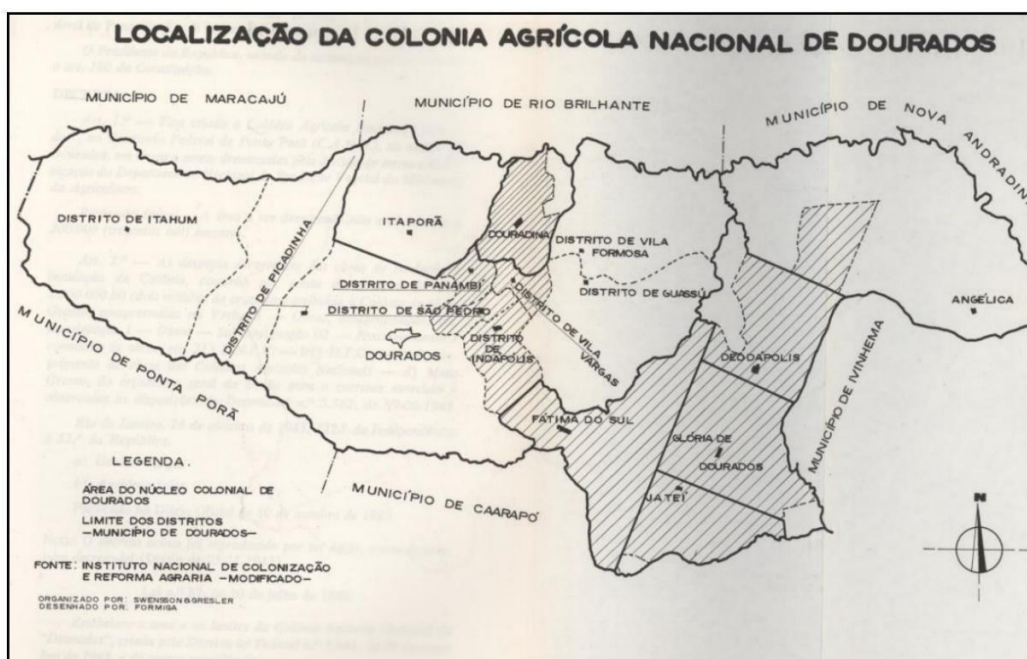 LOCALIZAÇÃO DA COLONIA AGRÍCOLA NACIONAL DE DOURADOS
MUNICÍPIO DE MARACAJÚ
MUNICÍPIO DE RIO BRILHANTE
MUNICÍPIO DE NOVA ANDRADINA
DISTRITO DE ITAHUM
DISTRITO DE PICADINHA
ITAPORÃ
DOURADINA
DISTRITO DE VILA
FORMOSA
DISTRITO DE PANAMBÍ
DISTRITO DE GUASSÚ
DISTRITO DE SÃO PEDRO
DISTRITO DE VILA
VARGAS
DISTRITO
DE
INDAPOLIS
DOURADOS
ANGÉLICA
DEODAPOLIS
MUNICÍPIO DE IVINHEMA
MUNICÍPIO DE PONTA PORÃ
FÁTIMA DO SUL
GLÓRIA DE
DOURADOS
JATEÍ
MUNICÍPIO DE CAARAPÓ
LEGENDA.
ÁREA DO NÚCLEO COLONIAL DE
DOURADOS
LIMITE DOS DISTRITOS
-MUNICÍPIO DE DOURADOS-
FONTE: INSTITUTO NACIONAL DE COLONIZAÇÃO
E REFORMA AGRARIA -MODIFICADO-
ORGANIZADO POR: SWENSSON & GRESLER
DESENHADO POR: FORMIGA
N